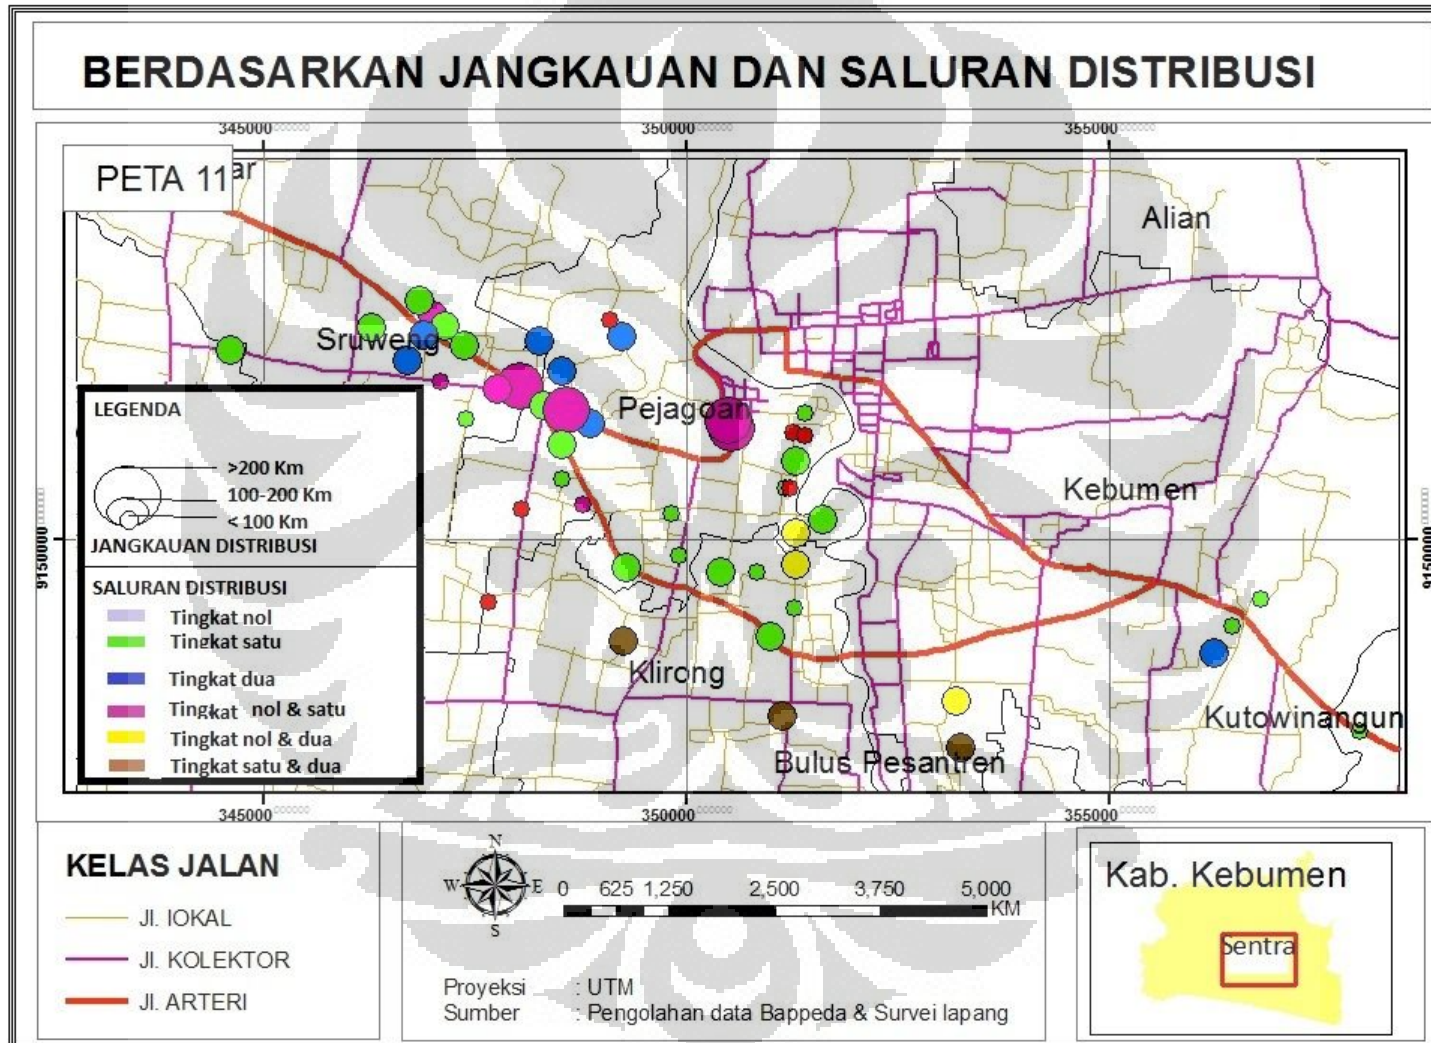 BERDASARKAN JANGKAUAN DAN SALURAN DISTRIBUSI
345000
350000
355000
PETA 11
ar
Alian
Sruweng
Pejagoan
Kebumen
Klirong
Kutowinangun
Bulus Pesantren
9150000
9150000
LEGENDA
>200 Km
100-200 Km
< 100 Km
JANGKAUAN DISTRIBUSI
SALURAN DISTRIBUSI
Tingkat nol
Tingkat satu
Tingkat dua
Tingkat nol & satu
Tingkat nol & dua
Tingkat satu & dua
345000
350000
355000
KELAS JALAN
Jl. lOKAL
Jl. KOLEKTOR
Jl. ARTERI
N
W E
S
0 625 1,250 2,500 3,750 5,000
KM
Proyeksi : UTM
Sumber : Pengolahan data Bappeda & Survei lapang
Kab. Kebumen
Sentra